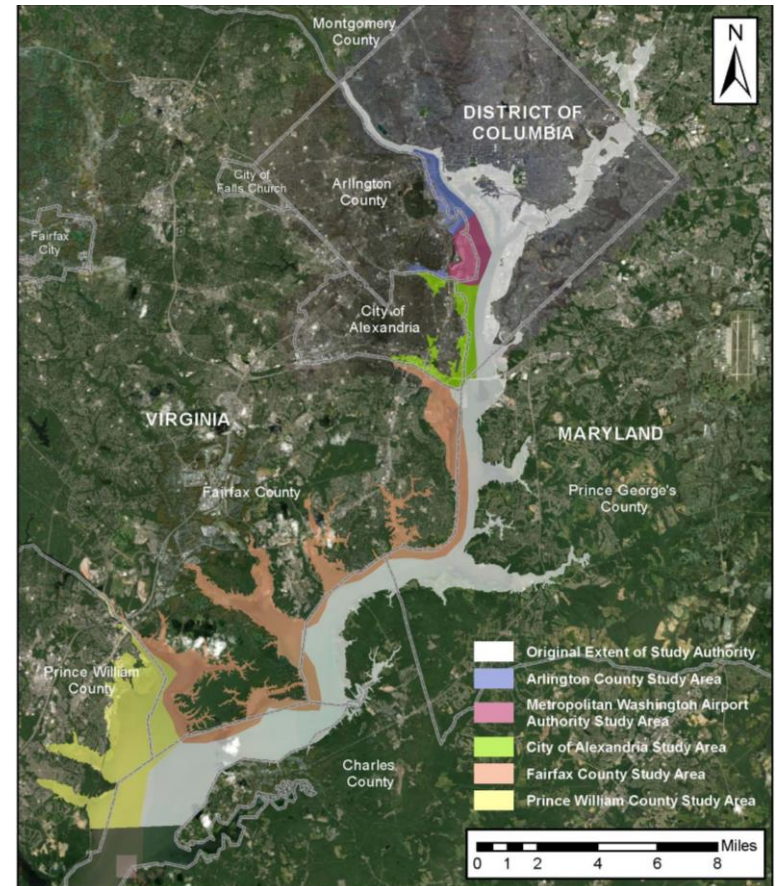 Montgomery
County
N
DISTRICT OF
COLUMBIA
City of
Falls Church
Arlington
County
Fairfax
City
City of
Alexandria
VIRGINIA
MARYLAND
Fairfax County
Prince George's
County
Prince William
County
Charles
County
Original Extent of Study Authority
Arlington County Study Area
Metropolitan Washington Airport
Authority Study Area
City of Alexandria Study Area
Fairfax County Study Area
Prince William County Study Area
Miles
0 1 2 4 6 8